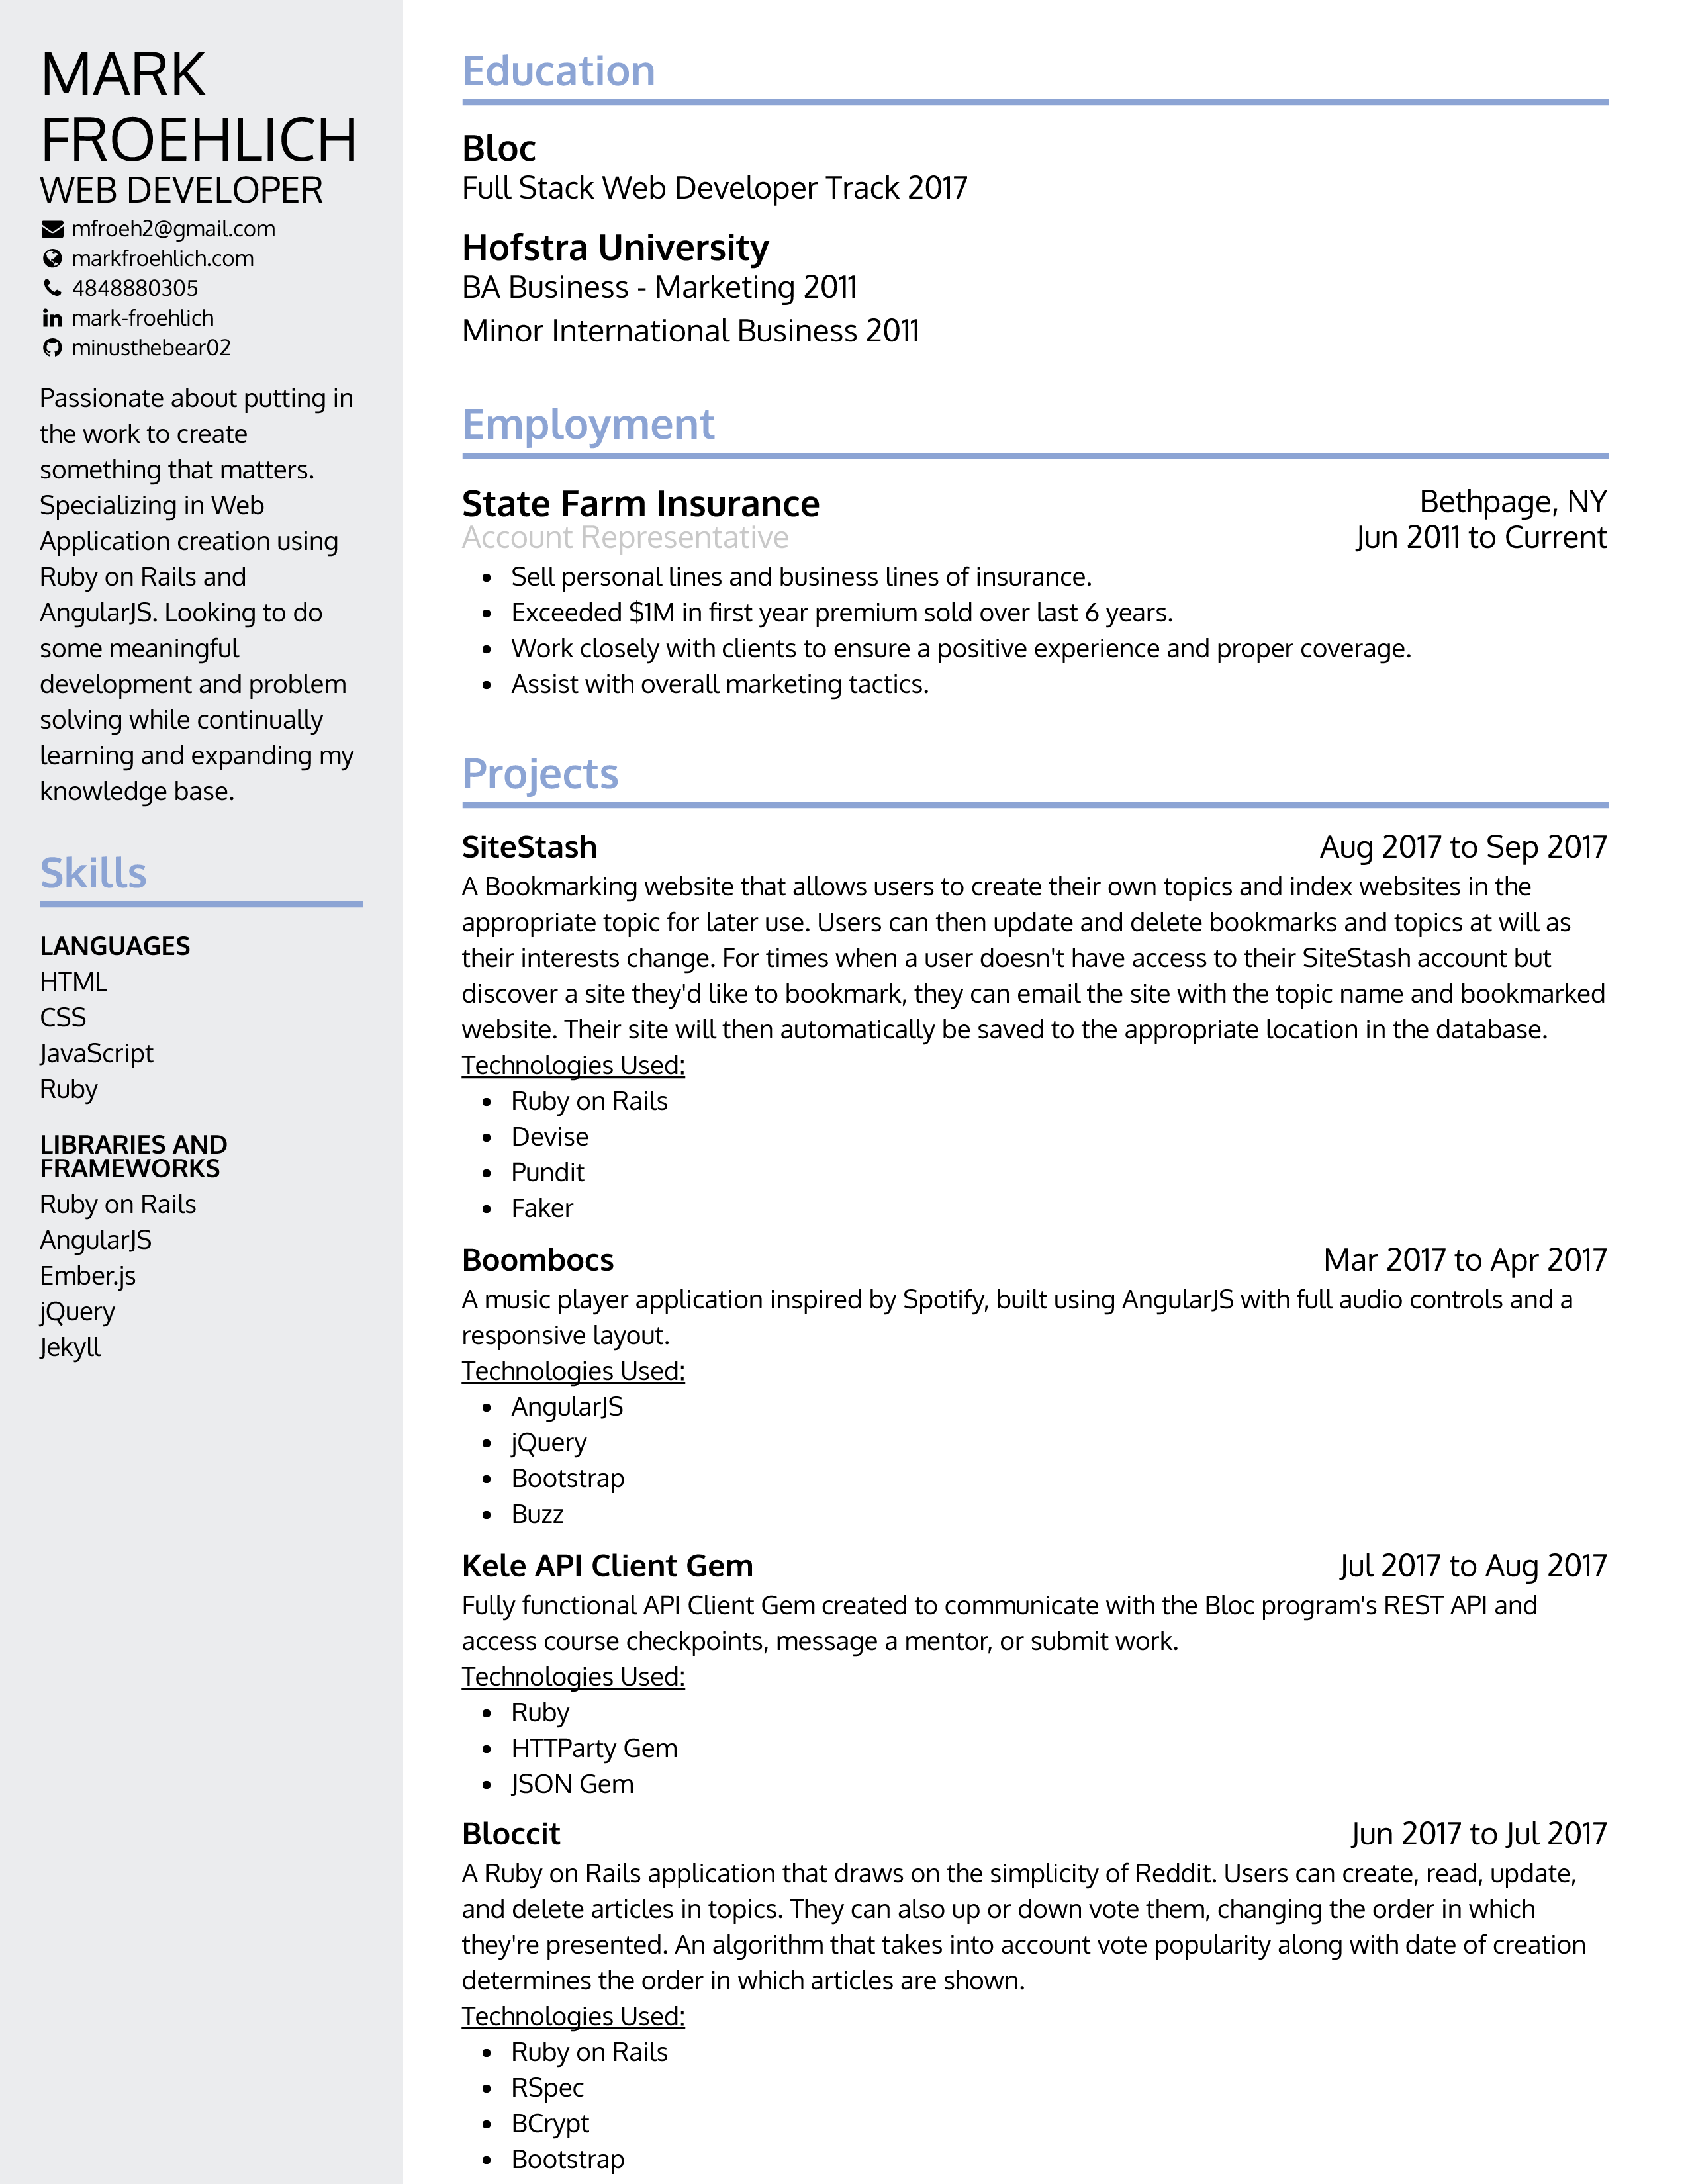 MARK
FROEHLICH
WEB DEVELOPER
mfroeh2@gmail.com
markfroehlich.com
4848880305
mark-froehlich
minusthebear02
Passionate about putting in
the work to create
something that matters.
Specializing in Web
Application creation using
Ruby on Rails and
AngularJS. Looking to do
some meaningful
development and problem
solving while continually
learning and expanding my
knowledge base.
Skills
LANGUAGES
HTML
CSS
JavaScript
Ruby
LIBRARIES AND
FRAMEWORKS
Ruby on Rails
AngularJS
Ember.js
jQuery
Jekyll
Education
Bloc
Full Stack Web Developer Track 2017
Hofstra University
BA Business - Marketing 2011
Minor International Business 2011
Employment
State Farm Insurance Bethpage, NY
Account Representative Jun 2011 to Current
• Sell personal lines and business lines of insurance.
• Exceeded $1M in first year premium sold over last 6 years.
• Work closely with clients to ensure a positive experience and proper coverage.
• Assist with overall marketing tactics.
Projects
SiteStash Aug 2017 to Sep 2017
A Bookmarking website that allows users to create their own topics and index websites in the
appropriate topic for later use. Users can then update and delete bookmarks and topics at will as
their interests change. For times when a user doesn't have access to their SiteStash account but
discover a site they'd like to bookmark, they can email the site with the topic name and bookmarked
website. Their site will then automatically be saved to the appropriate location in the database.
Technologies Used:
• Ruby on Rails
• Devise
• Pundit
• Faker
Boombocs Mar 2017 to Apr 2017
A music player application inspired by Spotify, built using AngularJS with full audio controls and a
responsive layout.
Technologies Used:
• AngularJS
• jQuery
• Bootstrap
• Buzz
Kele API Client Gem Jul 2017 to Aug 2017
Fully functional API Client Gem created to communicate with the Bloc program's REST API and
access course checkpoints, message a mentor, or submit work.
Technologies Used:
• Ruby
• HTTParty Gem
• JSON Gem
Bloccit Jun 2017 to Jul 2017
A Ruby on Rails application that draws on the simplicity of Reddit. Users can create, read, update,
and delete articles in topics. They can also up or down vote them, changing the order in which
they're presented. An algorithm that takes into account vote popularity along with date of creation
determines the order in which articles are shown.
Technologies Used:
• Ruby on Rails
• RSpec
• BCrypt
• Bootstrap